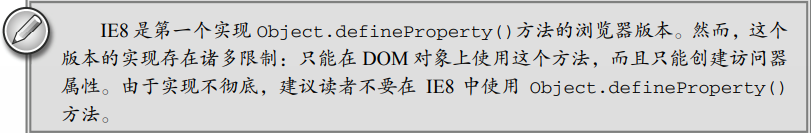 IE8 是第一个实现 Object.defineProperty()方法的浏览器版本。然而，这个
版本的实现存在诸多限制：只能在 DOM 对象上使用这个方法，而且只能创建访问器
属性。由于实现不彻底，建议读者不要在 IE8 中使用 Object.defineProperty()
方法。